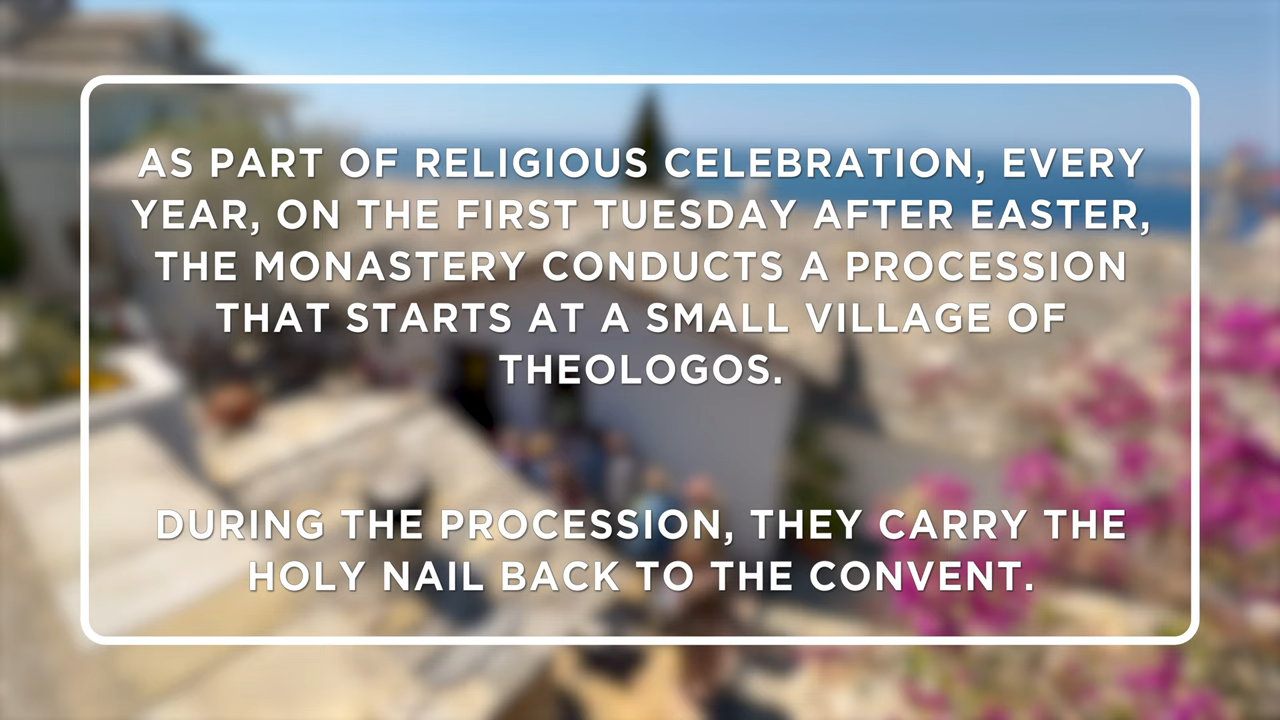 AS PART OF RELIGIOUS CELEBRATION, EVERY
YEAR, ON THE FIRST TUESDAY AFTER EASTER,
THE MONASTERY CONDUCTS A PROCESSION
THAT STARTS AT A SMALL VILLAGE OF
THEOLOGOS.
DURING THE PROCESSION, THEY CARRY THE
HOLY NAIL BACK TO THE CONVENT.